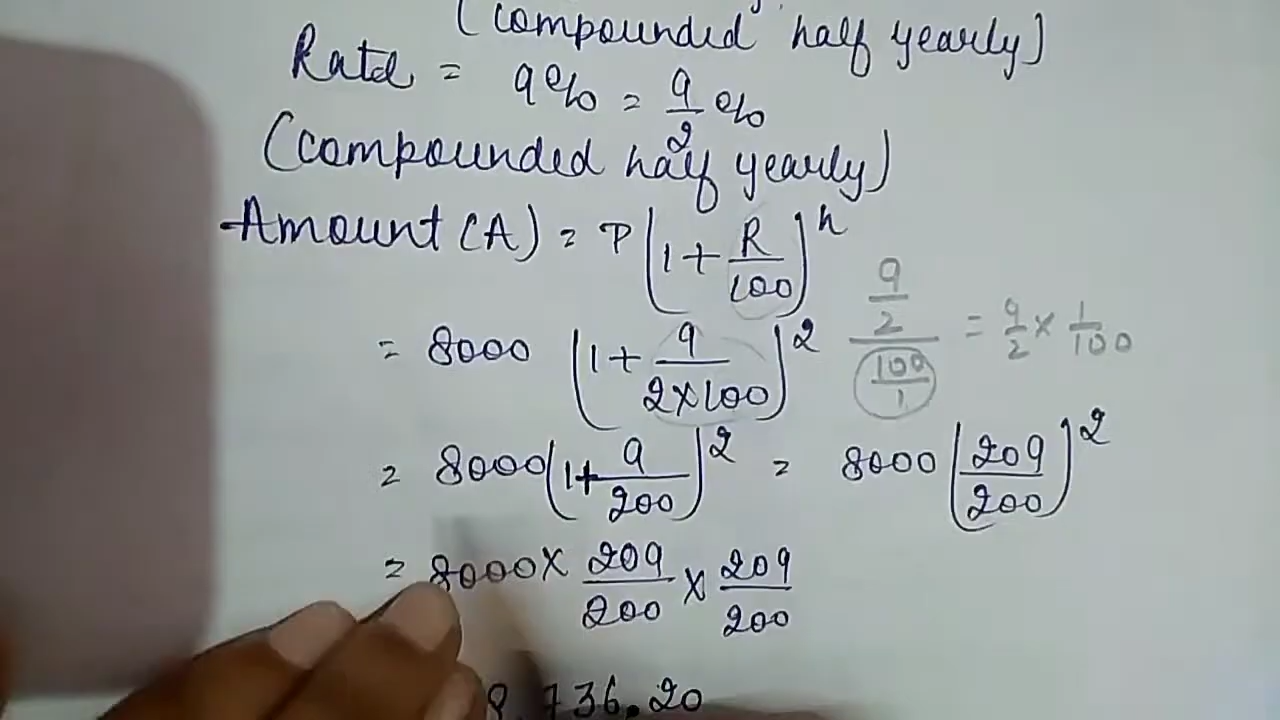 (Compounded half yearly)
Rate = 9% = 9/2 %
(Compounded half yearly)
Amount (A) = P(1 + R/100)^n
= 8000 (1 + 9/(2×100))^2
(9/2)/(100/1) = 9/2 × 1/100
= 8000(1+ 9/200)^2 = 8000 (209/200)^2
= 8000 × 209/200 × 209/200
8,736.20